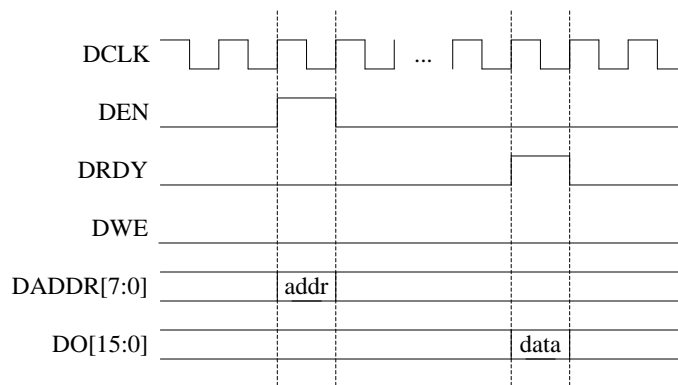 DCLK ...
DEN
DRDY
DWE
DADDR[7:0] addr
DO[15:0] data